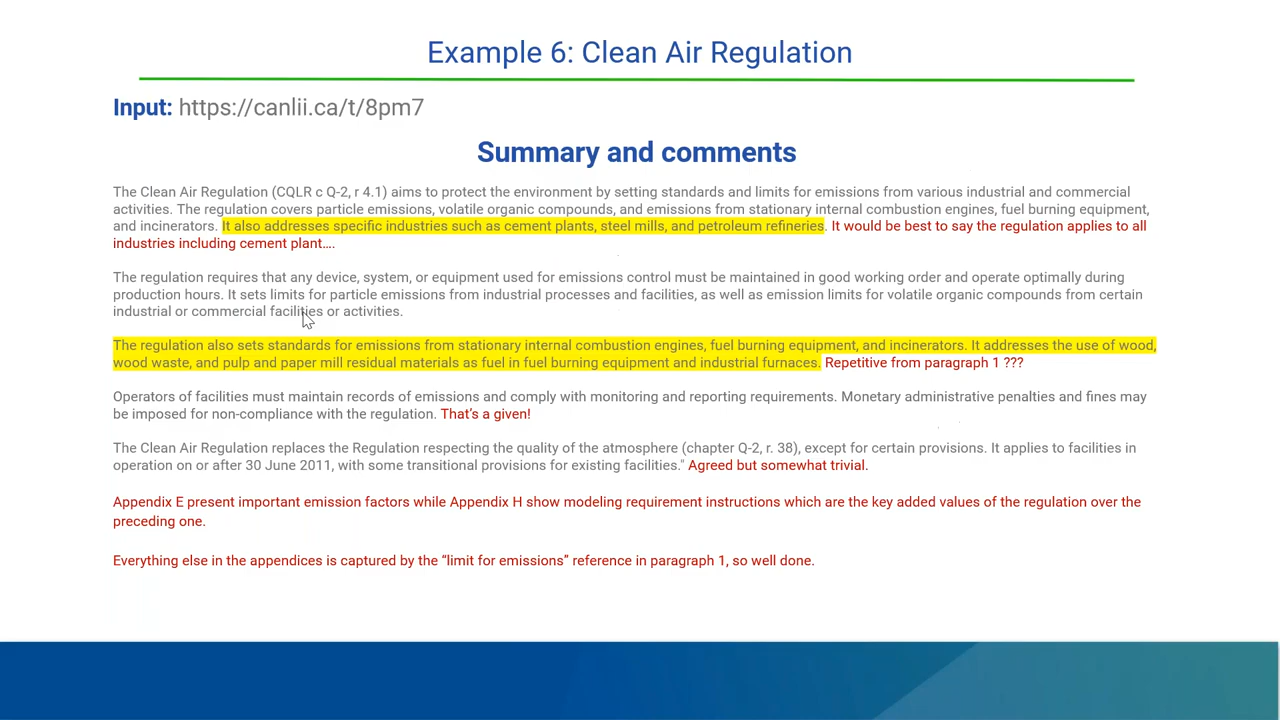 Example 6: Clean Air Regulation
Input: https://canlii.ca/t/8pm7
Summary and comments
The Clean Air Regulation (CQLR c Q-2, r 4.1) aims to protect the environment by setting standards and limits for emissions from various industrial and commercial
activities. The regulation covers particle emissions, volatile organic compounds, and emissions from stationary internal combustion engines, fuel burning equipment,
and incinerators. It also addresses specific industries such as cement plants, steel mills, and petroleum refineries. It would be best to say the regulation applies to all
industries including cement plant….
The regulation requires that any device, system, or equipment used for emissions control must be maintained in good working order and operate optimally during
production hours. It sets limits for particle emissions from industrial processes and facilities, as well as emission limits for volatile organic compounds from certain
industrial or commercial facilities or activities.
The regulation also sets standards for emissions from stationary internal combustion engines, fuel burning equipment, and incinerators. It addresses the use of wood,
wood waste, and pulp and paper mill residual materials as fuel in fuel burning equipment and industrial furnaces. Repetitive from paragraph 1 ???
Operators of facilities must maintain records of emissions and comply with monitoring and reporting requirements. Monetary administrative penalties and fines may
be imposed for non-compliance with the regulation. That's a given!
The Clean Air Regulation replaces the Regulation respecting the quality of the atmosphere (chapter Q-2, r. 38), except for certain provisions. It applies to facilities in
operation on or after 30 June 2011, with some transitional provisions for existing facilities." Agreed but somewhat trivial.
Appendix E present important emission factors while Appendix H show modeling requirement instructions which are the key added values of the regulation over the
preceding one.
Everything else in the appendices is captured by the “limit for emissions” reference in paragraph 1, so well done.